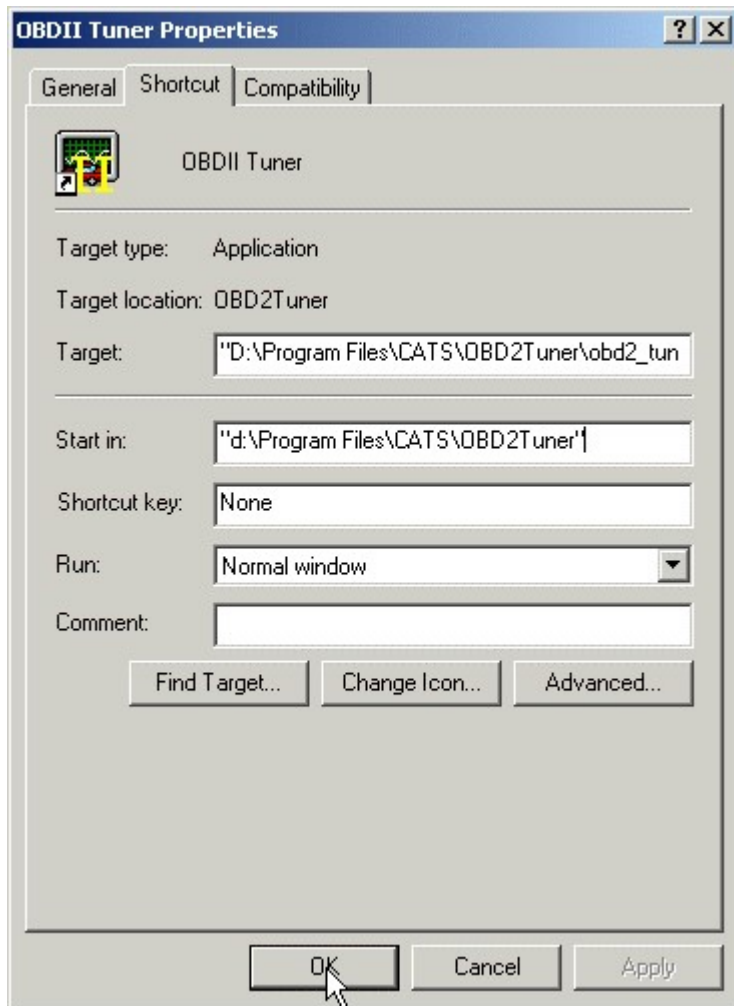 OBDII Tuner Properties
General Shortcut Compatibility
OBDII Tuner
Target type: Application
Target location: OBD2Tuner
Target: "D:\Program Files\CATS\OBD2Tuner\obd2_tun
Start in: "d:\Program Files\CATS\OBD2Tuner"
Shortcut key: None
Run: Normal window
Comment:
Find Target... Change Icon... Advanced...
OK Cancel Apply